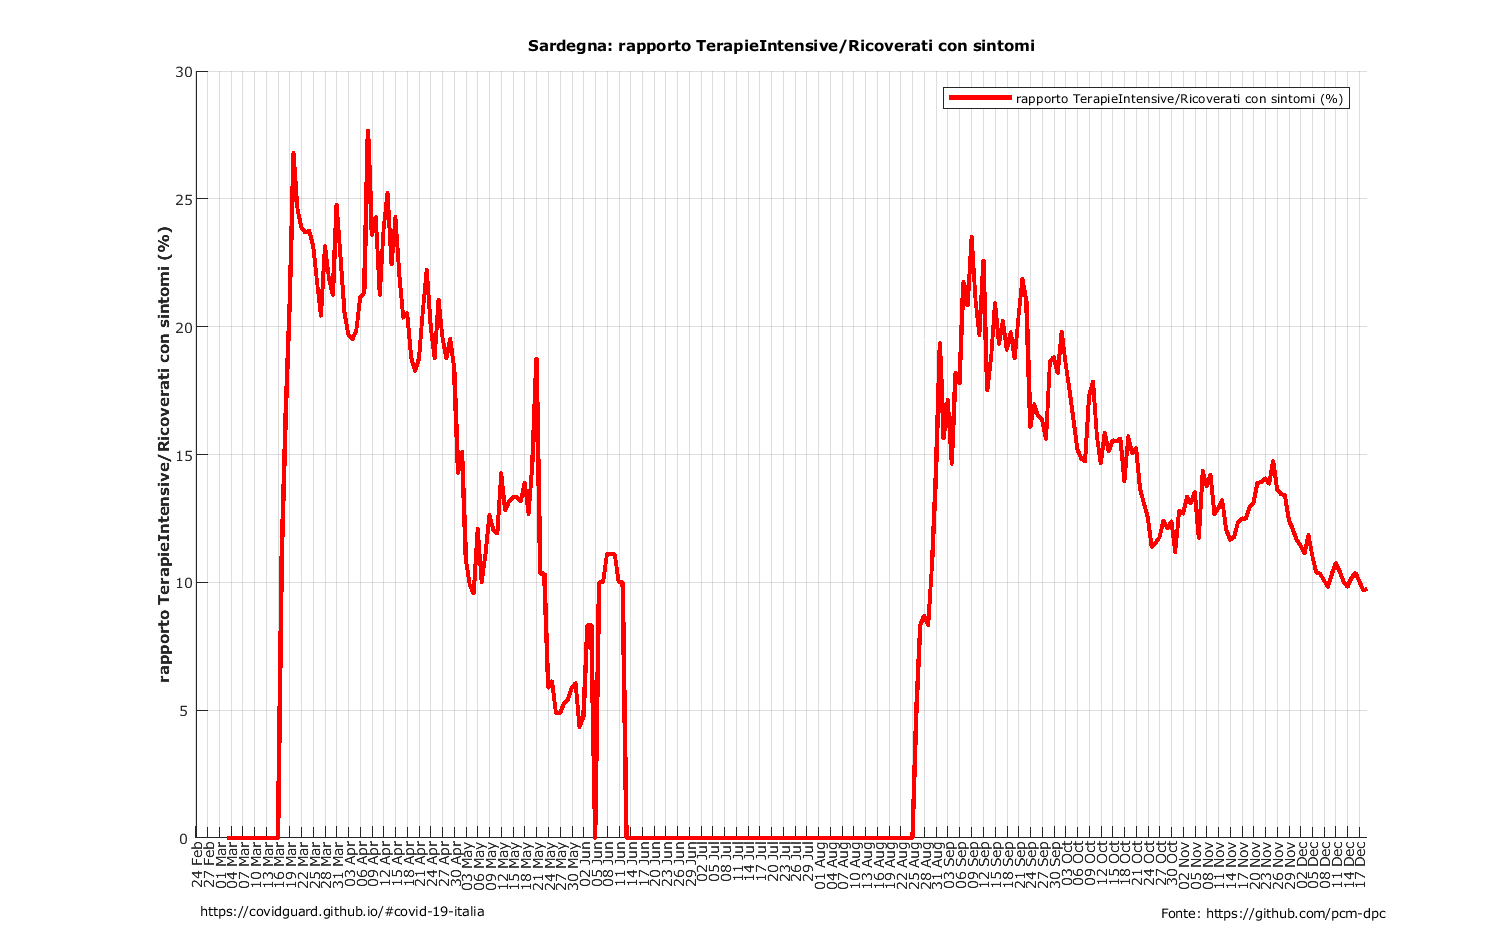 Sardegna: rapporto TerapieIntensive/Ricoverati con sintomi
rapporto TerapieIntensive/Ricoverati con sintomi (%)
rapporto TerapieIntensive/Ricoverati con sintomi (%)
30
25
20
15
10
5
0
24 Feb
27 Feb
01 Mar
04 Mar
07 Mar
10 Mar
13 Mar
16 Mar
19 Mar
22 Mar
25 Mar
28 Mar
31 Mar
03 Apr
06 Apr
09 Apr
12 Apr
15 Apr
18 Apr
21 Apr
24 Apr
27 Apr
30 Apr
03 May
06 May
09 May
12 May
15 May
18 May
21 May
24 May
27 May
30 May
02 Jun
05 Jun
08 Jun
11 Jun
14 Jun
17 Jun
20 Jun
23 Jun
26 Jun
29 Jun
02 Jul
05 Jul
08 Jul
11 Jul
14 Jul
17 Jul
20 Jul
23 Jul
26 Jul
29 Jul
01 Aug
04 Aug
07 Aug
10 Aug
13 Aug
16 Aug
19 Aug
22 Aug
25 Aug
28 Aug
31 Aug
03 Sep
06 Sep
09 Sep
12 Sep
15 Sep
18 Sep
21 Sep
24 Sep
27 Sep
30 Sep
03 Oct
06 Oct
09 Oct
12 Oct
15 Oct
18 Oct
21 Oct
24 Oct
27 Oct
30 Oct
02 Nov
05 Nov
08 Nov
11 Nov
14 Nov
17 Nov
20 Nov
23 Nov
26 Nov
29 Nov
02 Dec
05 Dec
08 Dec
11 Dec
14 Dec
17 Dec
https://covidguard.github.io/#covid-19-italia
Fonte: https://github.com/pcm-dpc